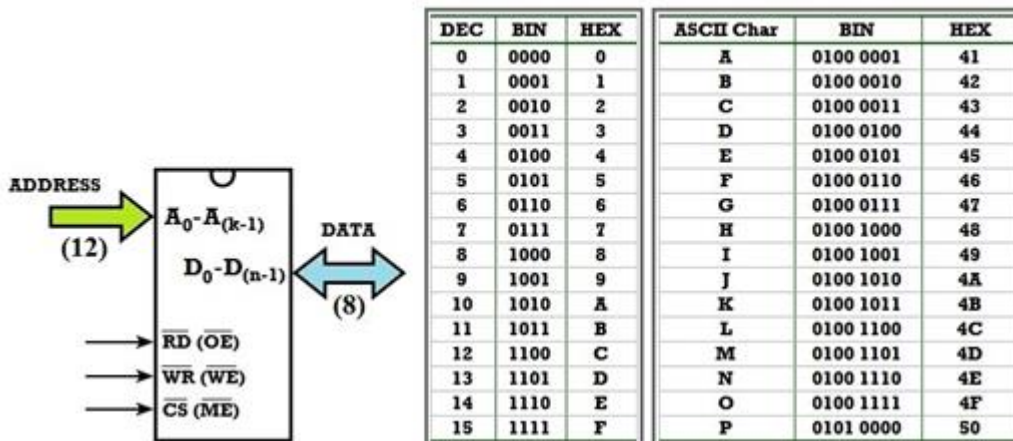 ADDRESS
(12)
A0-A(k-1)
DATA
D0-D(n-1)
(8)
RD (OE)
WR (WE)
CS (ME)
DEC BIN HEX
0 0000 0
1 0001 1
2 0010 2
3 0011 3
4 0100 4
5 0101 5
6 0110 6
7 0111 7
8 1000 8
9 1001 9
10 1010 A
11 1011 B
12 1100 C
13 1101 D
14 1110 E
15 1111 F
ASCII Char BIN HEX
A 0100 0001 41
B 0100 0010 42
C 0100 0011 43
D 0100 0100 44
E 0100 0101 45
F 0100 0110 46
G 0100 0111 47
H 0100 1000 48
I 0100 1001 49
J 0100 1010 4A
K 0100 1011 4B
L 0100 1100 4C
M 0100 1101 4D
N 0100 1110 4E
O 0100 1111 4F
P 0101 0000 50